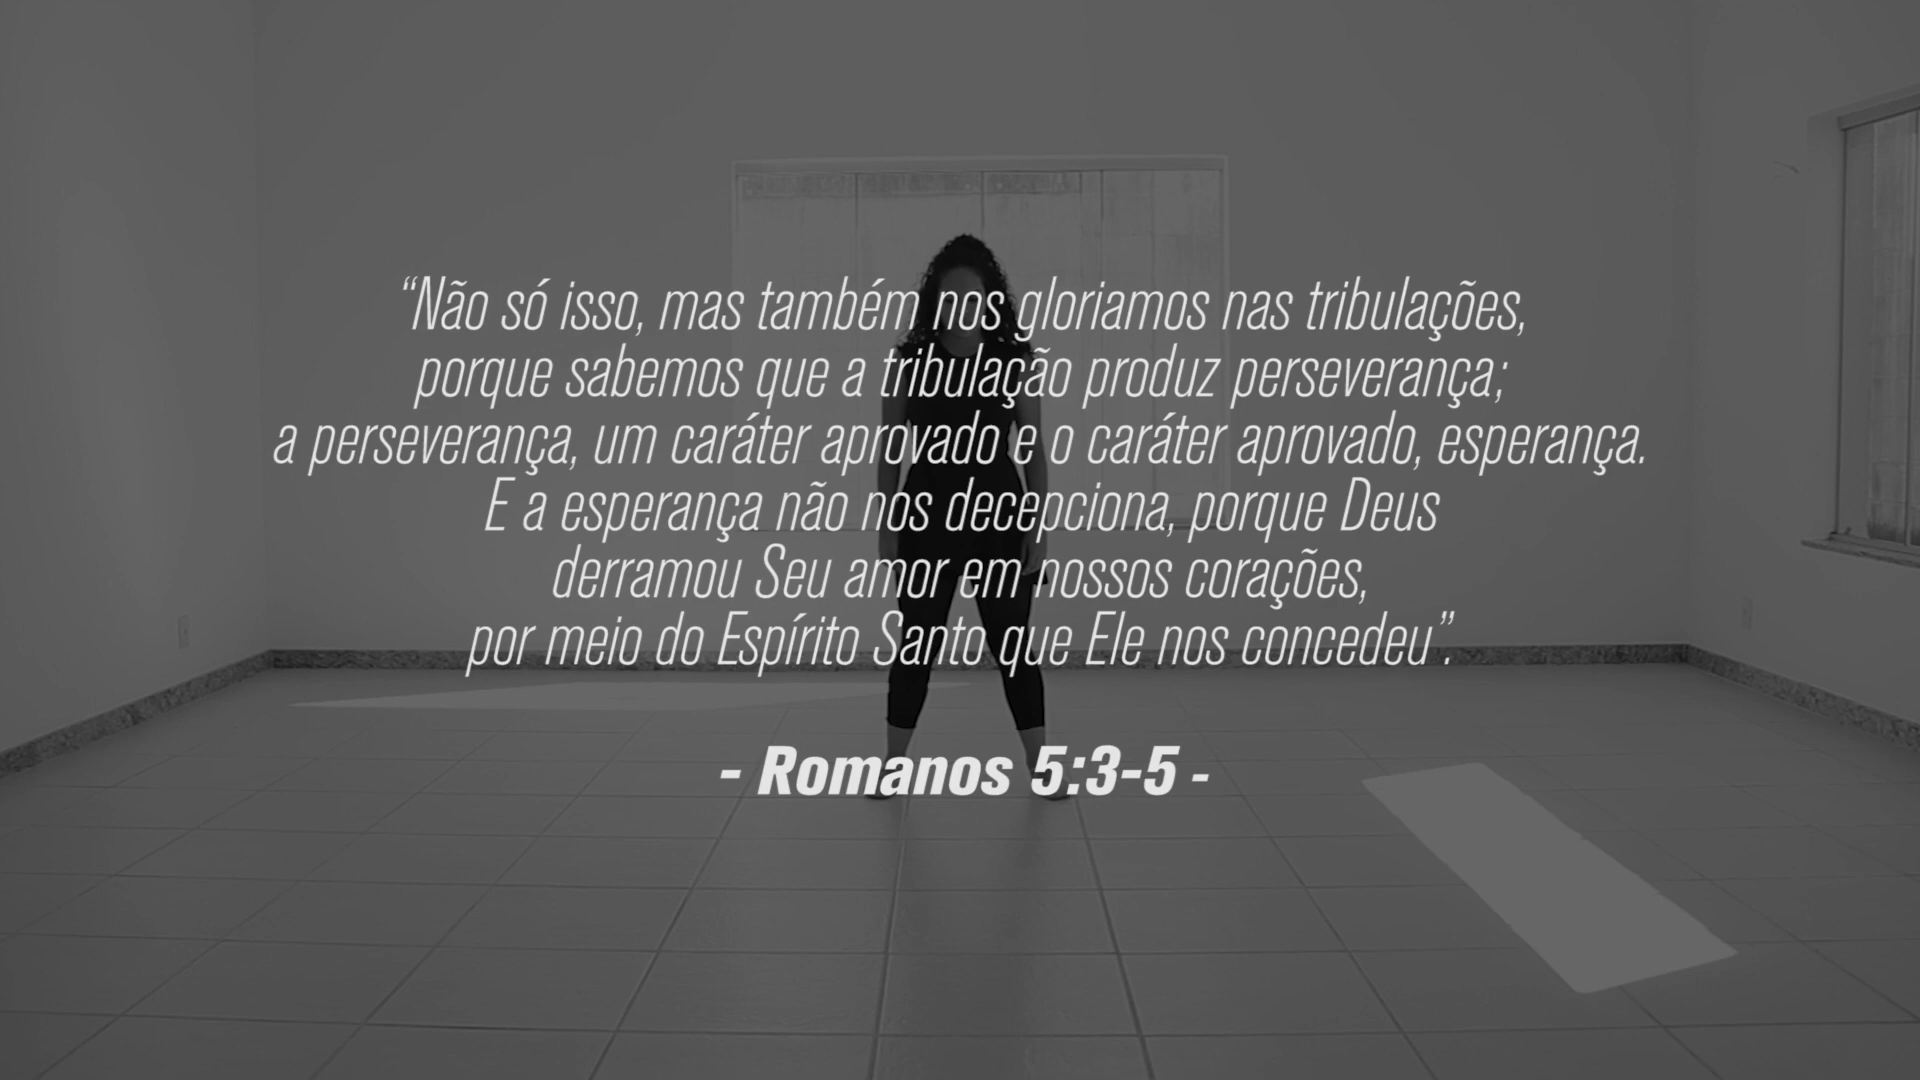 “Não só isso, mas também nos gloriamos nas tribulações,
porque sabemos que a tribulação produz perseverança;
a perseverança, um caráter aprovado e o caráter aprovado, esperança.
E a esperança não nos decepciona, porque Deus
derramou Seu amor em nossos corações,
por meio do Espírito Santo que Ele nos concedeu”.
- Romanos 5:3-5 -